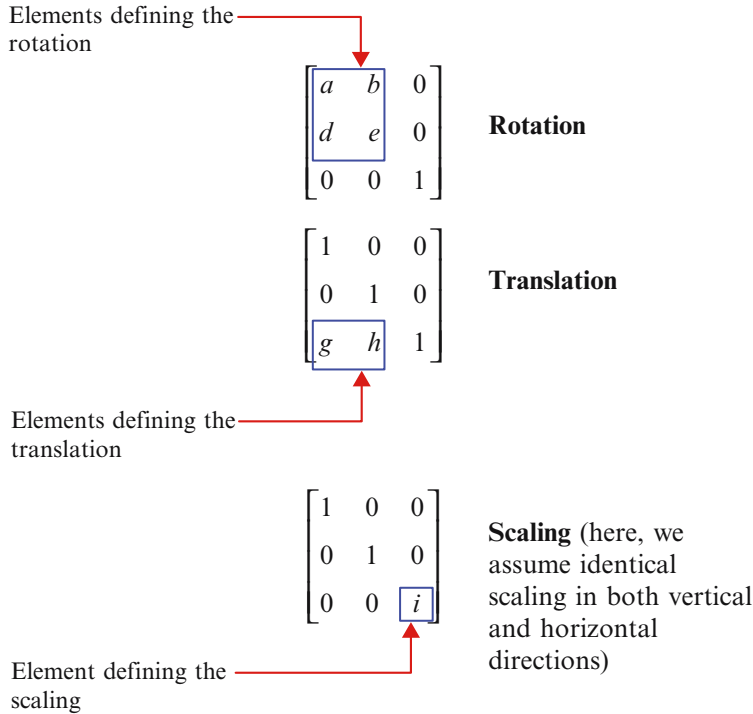 Elements defining the
rotation
a b 0
d e 0
0 0 1
Rotation
1 0 0
0 1 0
g h 1
Translation
Elements defining the
translation
1 0 0
0 1 0
0 0 i
Scaling (here, we
assume identical
scaling in both vertical
and horizontal
directions)
Element defining the
scaling